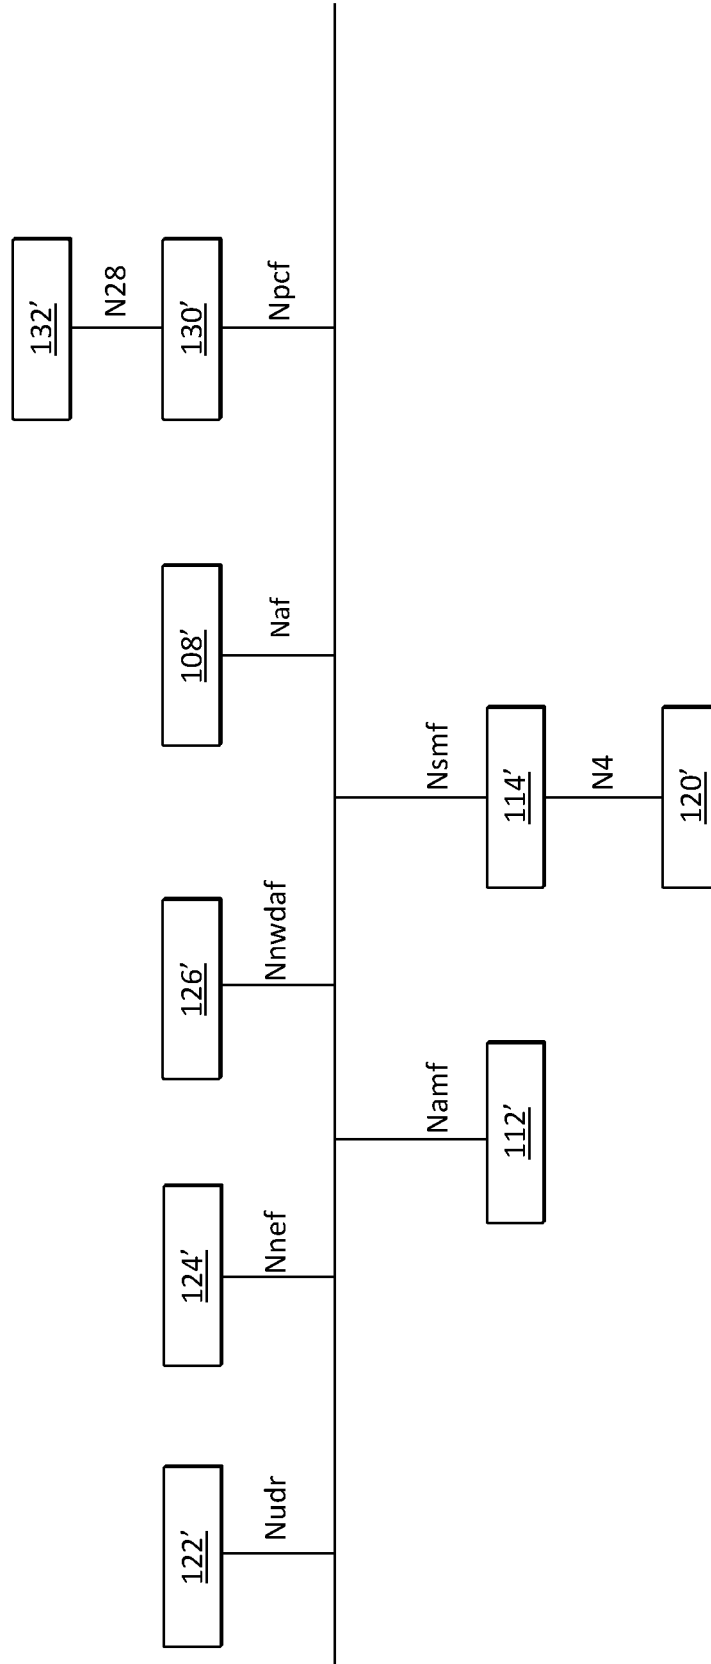 132′
N28
122′
124′
126′
108′
130′
Nudr
Nnef
Nnwdaf
Naf
Npcf
Namf
Nsmf
112′
114′
N4
120′